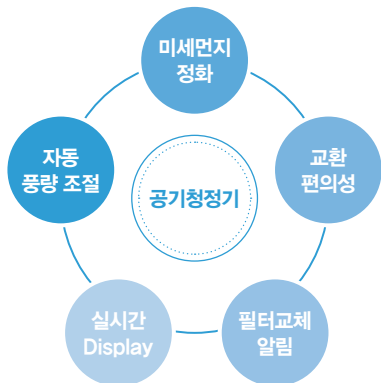 미세먼지
정화
자동
풍량 조절
공기청정기
교환
편의성
실시간
Display
필터교체
알림